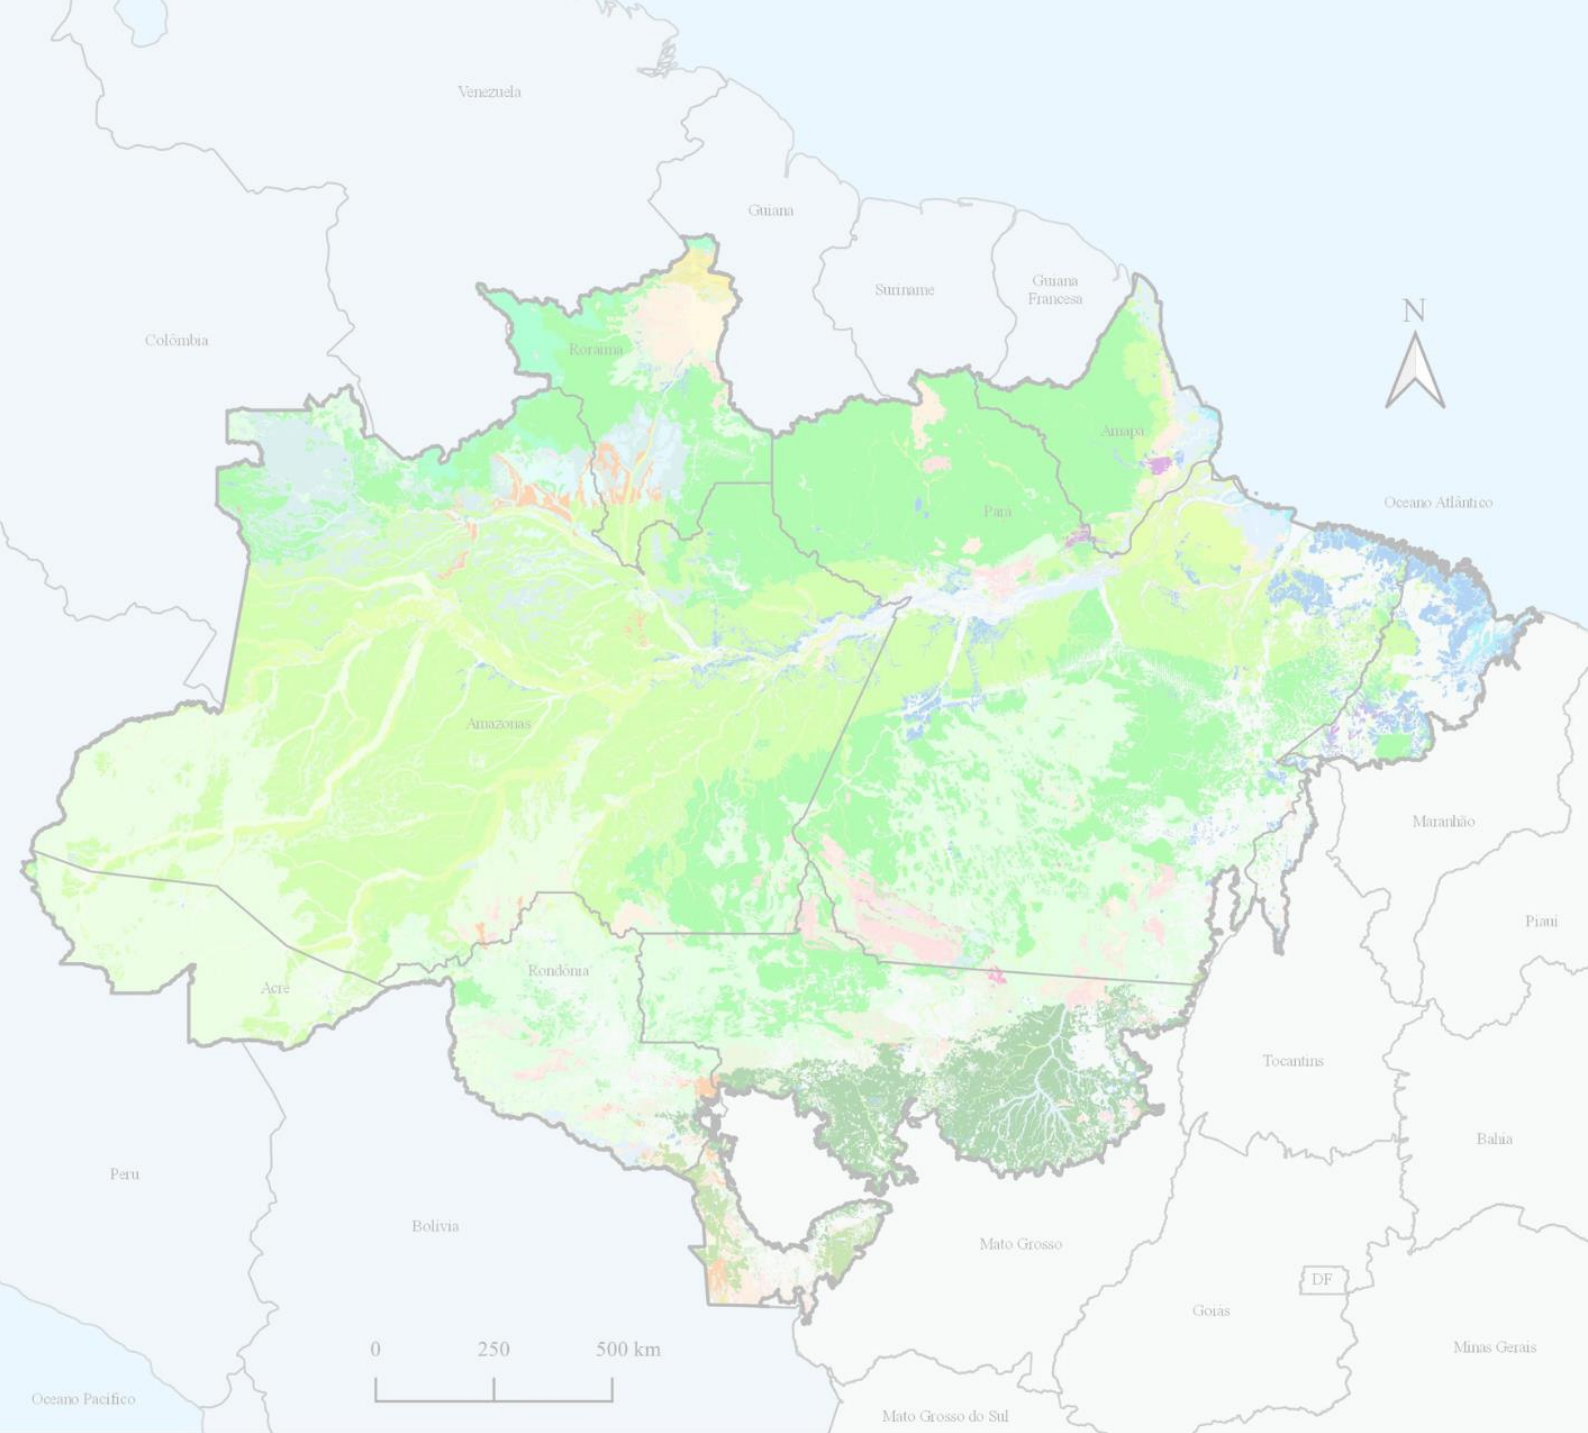 Venezuela
Guiana
Suriname
Guiana
Francesa
N
Colômbia
Roraima
Amapá
Oceano Atlântico
Pará
Amazonas
Maranhão
Piauí
Rondônia
Acre
Tocantins
Bahia
Peru
Bolívia
Mato Grosso
DF
Goiás
0 250 500 km
Minas Gerais
Oceano Pacífico
Mato Grosso do Sul